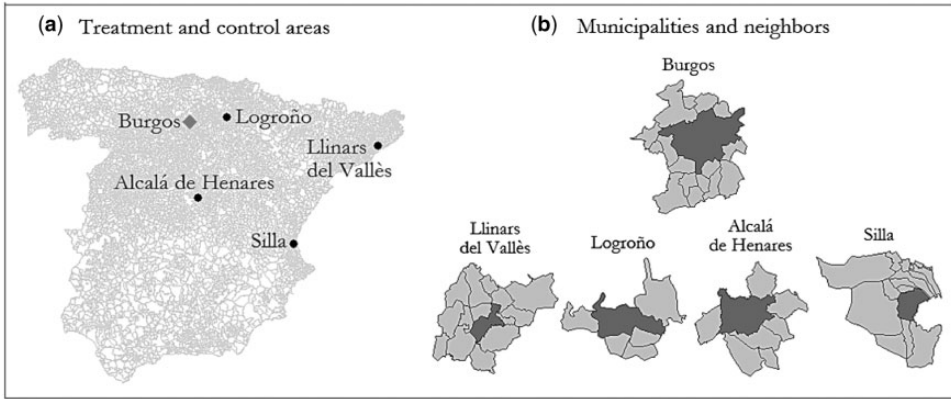 (a) Treatment and control areas
Burgos
Logroño
Llinars
del Vallès
Alcalá de Henares
Silla
(b) Municipalities and neighbors
Burgos
Llinars
del Vallès
Logroño
Alcalá
de Henares
Silla